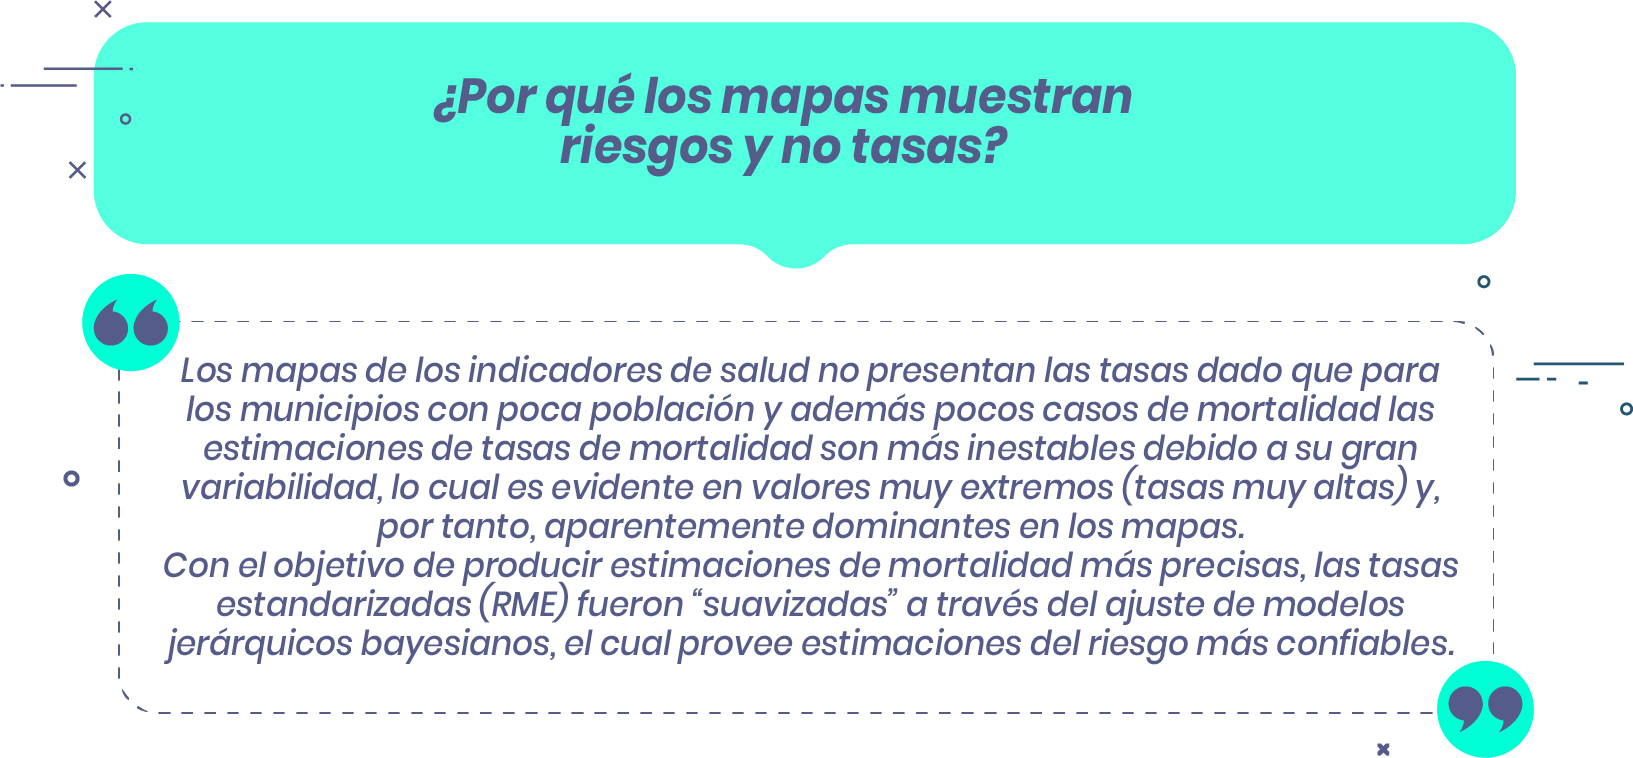 ¿Por qué los mapas muestran
riesgos y no tasas?
Los mapas de los indicadores de salud no presentan las tasas dado que para
los municipios con poca población y además pocos casos de mortalidad las
estimaciones de tasas de mortalidad son más inestables debido a su gran
variabilidad, lo cual es evidente en valores muy extremos (tasas muy altas) y,
por tanto, aparentemente dominantes en los mapas.
Con el objetivo de producir estimaciones de mortalidad más precisas, las tasas
estandarizadas (RME) fueron “suavizadas” a través del ajuste de modelos
jerárquicos bayesianos, el cual provee estimaciones del riesgo más confiables.